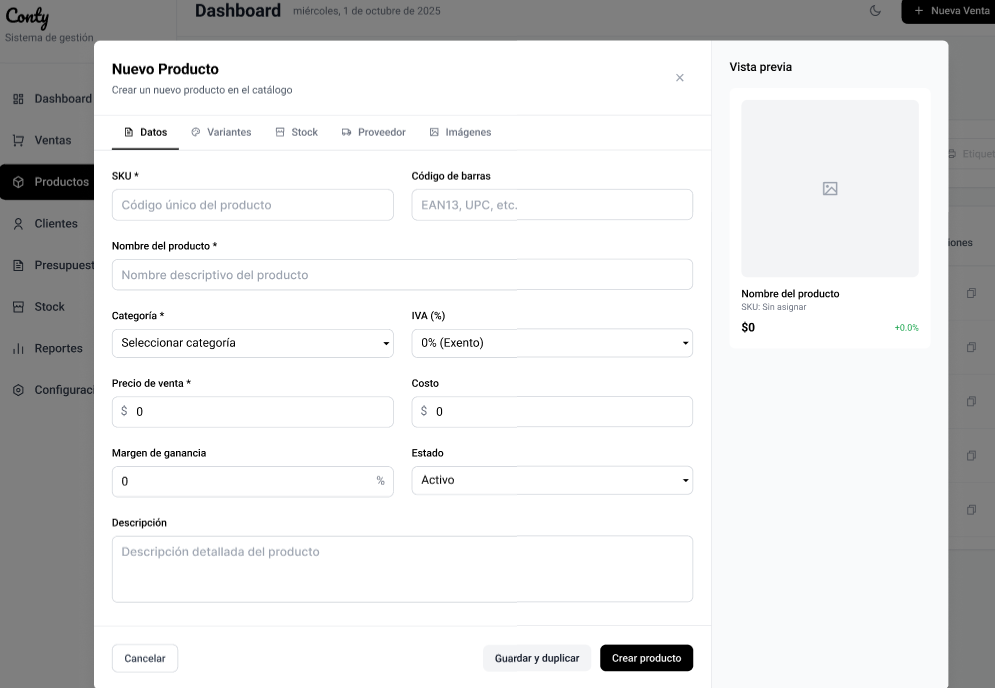 Conty
Sistema de gestión
Dashboard
Ventas
Productos
Clientes
Presupuest
Stock
Reportes
Configuraci
Dashboard miércoles, 1 de octubre de 2025
+ Nueva Venta
Etiquet
iones
Nuevo Producto
Crear un nuevo producto en el catálogo
Datos Variantes Stock Proveedor Imágenes
SKU * Código de barras
Código único del producto EAN13, UPC, etc.
Nombre del producto *
Nombre descriptivo del producto
Categoría * IVA (%)
Seleccionar categoría 0% (Exento)
Precio de venta * Costo
$ 0 $ 0
Margen de ganancia Estado
0 % Activo
Descripción
Descripción detallada del producto
Cancelar Guardar y duplicar Crear producto
Vista previa
Nombre del producto
SKU: Sin asignar
$0 +0.0%